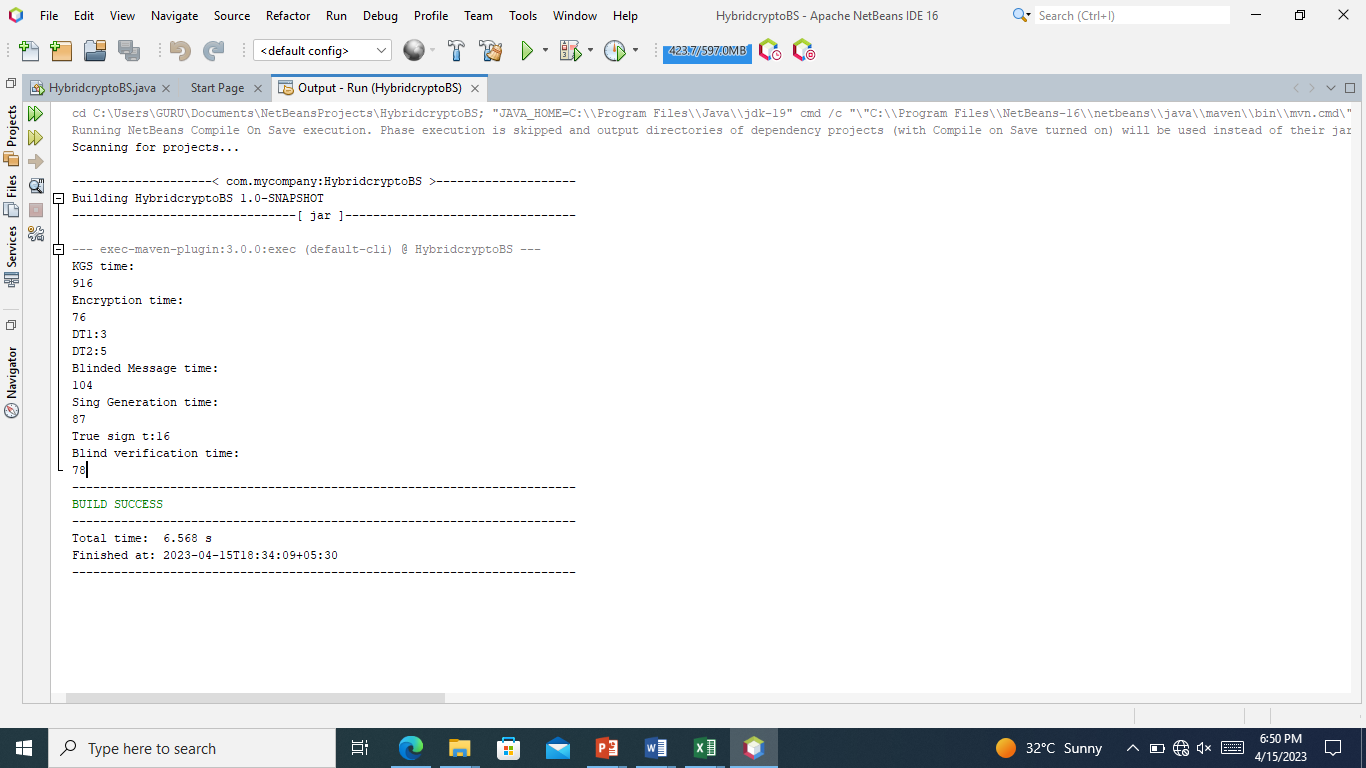 File Edit View Navigate Source Refactor Run Debug Profile Team Tools Window Help HybridcryptoBS - Apache NetBeans IDE 16 Search (Ctrl+I)
<default config> 423.7/597.0MB
HybridcryptoBS.java Start Page Output - Run (HybridcryptoBS)
Projects
Files
Services
Navigator
cd C:\Users\GURU\Documents\NetBeansProjects\HybridcryptoBS; "JAVA_HOME=C:\\Program Files\\Java\\jdk-19" cmd /c "\"C:\\Program Files\\NetBeans-16\\netbeans\\java\\maven\\bin\\mvn.cmd\"
Running NetBeans Compile On Save execution. Phase execution is skipped and output directories of dependency projects (with Compile on Save turned on) will be used instead of their jar
Scanning for projects...
--------------------< com.mycompany:HybridcryptoBS >--------------------
Building HybridcryptoBS 1.0-SNAPSHOT
--------------------------------[ jar ]---------------------------------
--- exec-maven-plugin:3.0.0:exec (default-cli) @ HybridcryptoBS ---
KGS time:
916
Encryption time:
76
DT1:3
DT2:5
Blinded Message time:
104
Sing Generation time:
87
True sign t:16
Blind verification time:
78
------------------------------------------------------------------------
BUILD SUCCESS
------------------------------------------------------------------------
Total time:  6.568 s
Finished at: 2023-04-15T18:34:09+05:30
------------------------------------------------------------------------
Type here to search 32°C Sunny 6:50 PM
4/15/2023